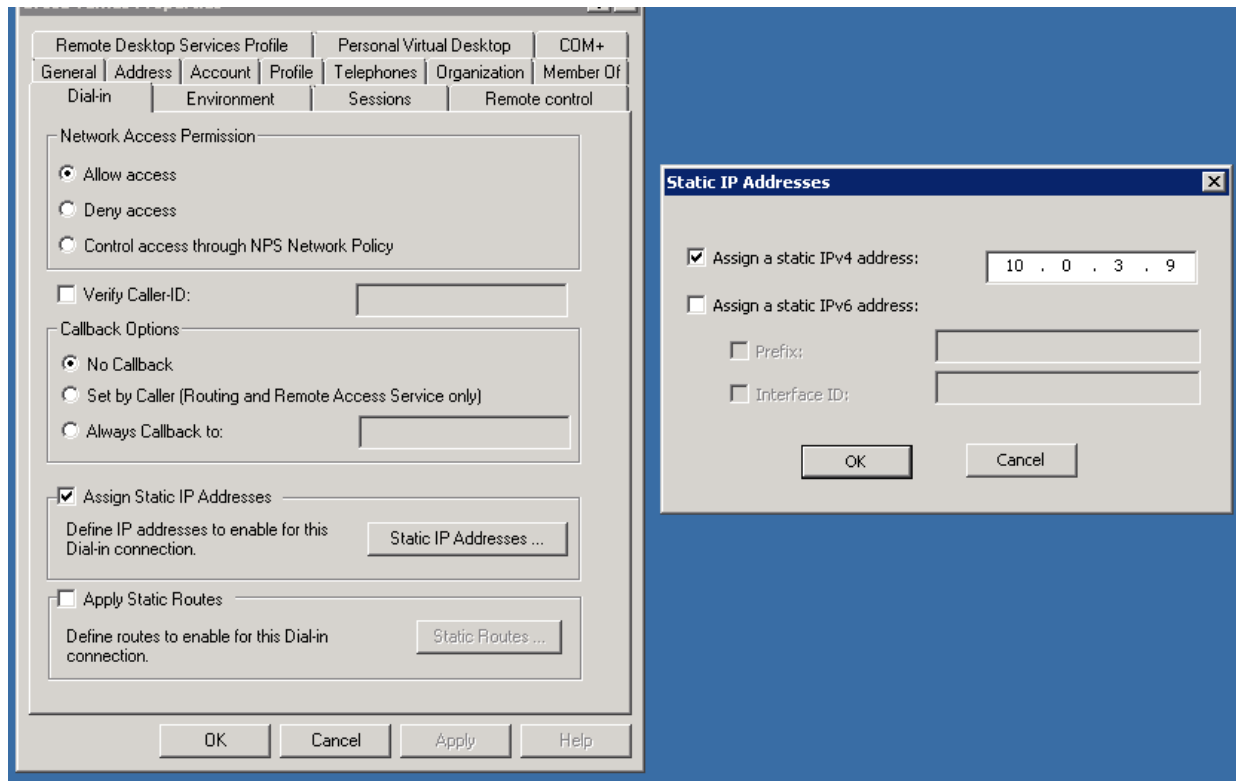 Remote Desktop Services Profile
Personal Virtual Desktop
COM+
General
Address
Account
Profile
Telephones
Organization
Member Of
Dial-in
Environment
Sessions
Remote control
Network Access Permission
Allow access
Deny access
Control access through NPS Network Policy
Verify Caller-ID:
Callback Options
No Callback
Set by Caller (Routing and Remote Access Service only)
Always Callback to:
Assign Static IP Addresses
Define IP addresses to enable for this
Dial-in connection.
Static IP Addresses ...
Apply Static Routes
Define routes to enable for this Dial-in
connection.
Static Routes ...
OK
Cancel
Apply
Help
Static IP Addresses
Assign a static IPv4 address:
10 . 0 . 3 . 9
Assign a static IPv6 address:
Prefix:
Interface ID:
OK
Cancel